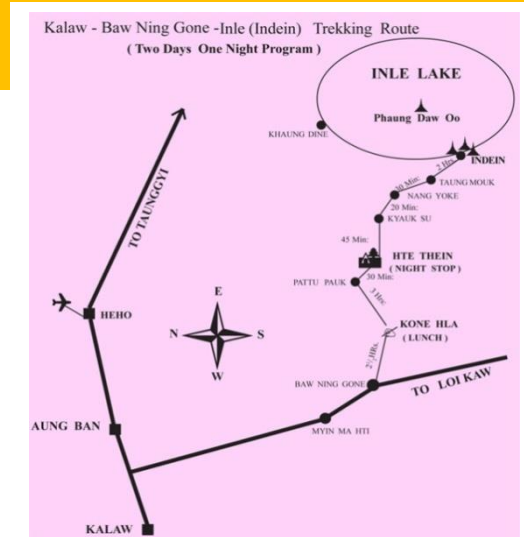 Kalaw - Baw Ning Gone -Inle (Indein) Trekking Route
( Two Days One Night Program )
INLE LAKE
Phaung Daw Oo
KHAUNG DINE
INDEIN
2 Hrs.
TAUNG MOUK
30 Min:
NANG YOKE
20 Min:
KYAUK SU
45 Min:
HTE THEIN
( NIGHT STOP )
30 Min:
PATTU PAUK
3 Hrs:
KONE HLA
( LUNCH )
2½ HRs.
BAW NING GONE
TO LOI KAW
MYIN MA HTI
TO TAUNGGYI
HEHO
E
N
S
W
AUNG BAN
KALAW